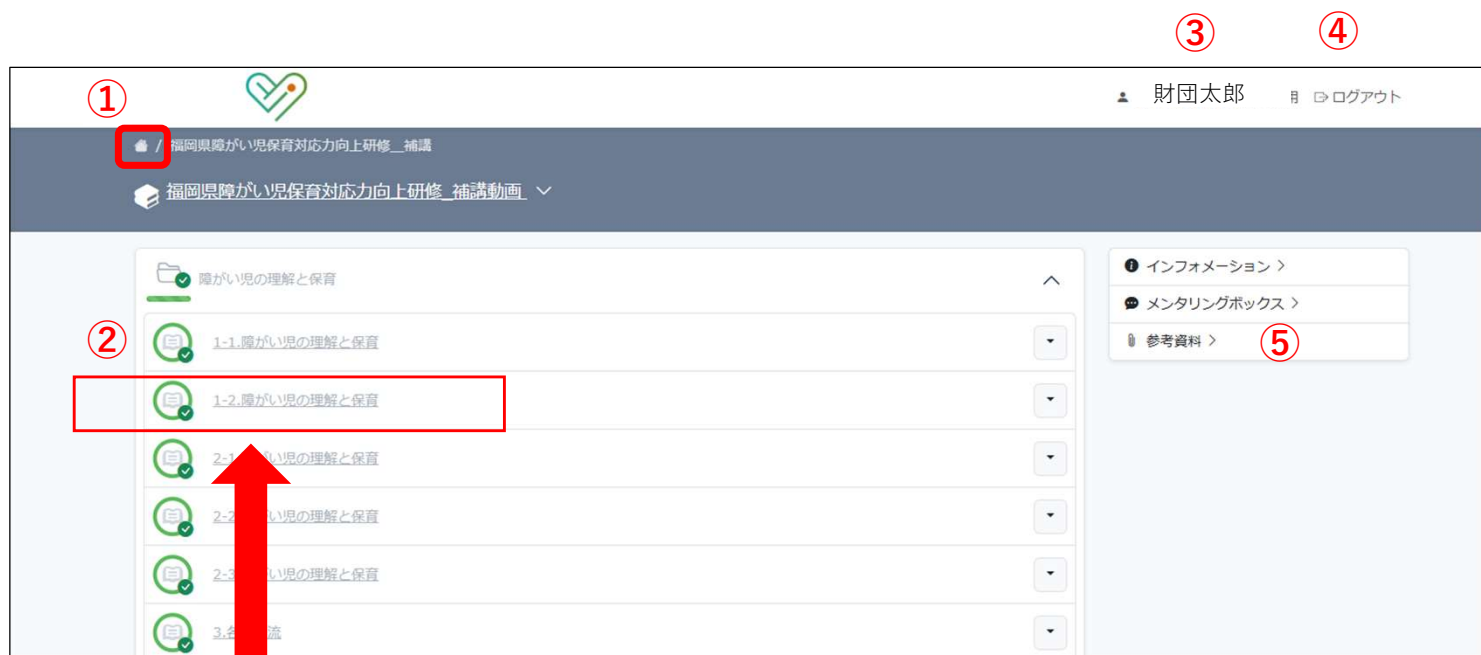 ③ ④
①
財団太郎 ログアウト
/ 福岡県障がい児保育対応力向上研修__補講
福岡県障がい児保育対応力向上研修_補講動画
障がい児の理解と保育
インフォメーション
メンタリングボックス
参考資料 ⑤
② 1-1.障がい児の理解と保育
1-2.障がい児の理解と保育
2-1 い児の理解と保育
2-2 い児の理解と保育
2-3 い児の理解と保育
3.各 流